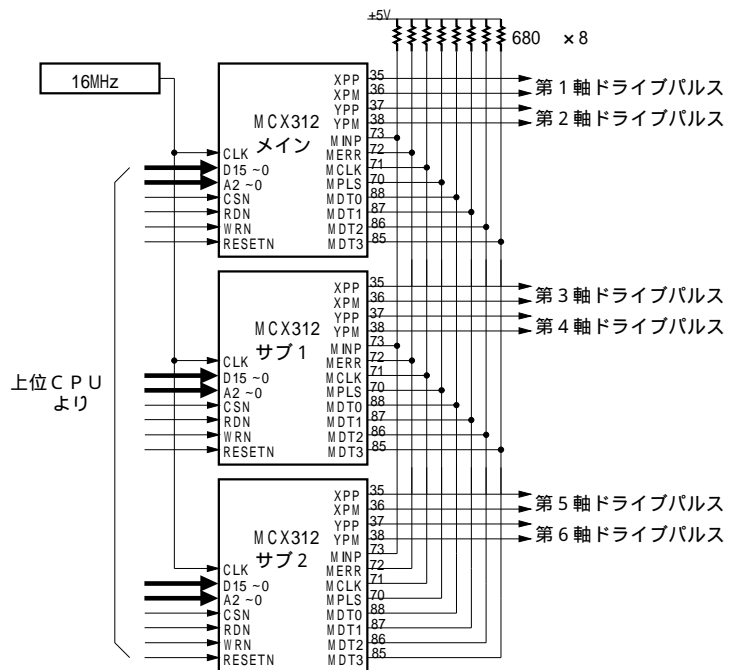 +5V
680 ×8
16MHz
MCX312
メイン
CLK
D15~0
A2~0
CSN
RDN
WRN
RESETN
XPP 35
XPM 36
YPP 37
YPM 38
MINP 73
MERR 72
MCLK 71
MPLS 70
MDT0 88
MDT1 87
MDT2 86
MDT3 85
第1軸ドライブパルス
第2軸ドライブパルス
MCX312
サブ1
CLK
D15~0
A2~0
CSN
RDN
WRN
RESETN
XPP 35
XPM 36
YPP 37
YPM 38
MINP 73
MERR 72
MCLK 71
MPLS 70
MDT0 88
MDT1 87
MDT2 86
MDT3 85
第3軸ドライブパルス
第4軸ドライブパルス
上位CPU
より
MCX312
サブ2
CLK
D15~0
A2~0
CSN
RDN
WRN
RESETN
XPP 35
XPM 36
YPP 37
YPM 38
MINP 73
MERR 72
MCLK 71
MPLS 70
MDT0 88
MDT1 87
MDT2 86
MDT3 85
第5軸ドライブパルス
第6軸ドライブパルス